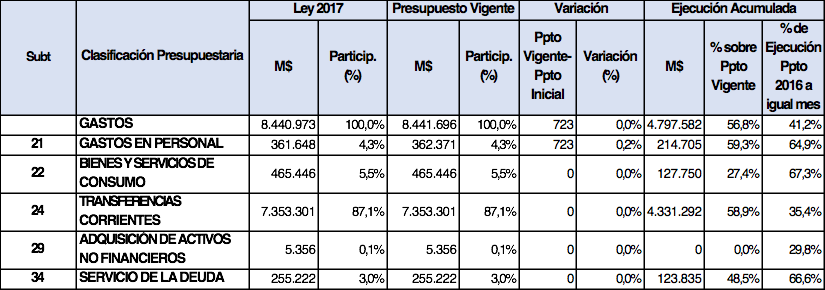 Subt Clasificación Presupuestaria Ley 2017 Presupuesto Vigente Variación Ejecución Acumulada
M$ Particip. (%) M$ Particip. (%) Ppto Vigente-Ppto Inicial Variación (%) M$ % sobre Ppto Vigente % de Ejecución Ppto 2016 a igual mes
GASTOS 8.440.973 100,0% 8.441.696 100,0% 723 0,0% 4.797.582 56,8% 41,2%
21 GASTOS EN PERSONAL 361.648 4,3% 362.371 4,3% 723 0,2% 214.705 59,3% 64,9%
22 BIENES Y SERVICIOS DE CONSUMO 465.446 5,5% 465.446 5,5% 0 0,0% 127.750 27,4% 67,3%
24 TRANSFERENCIAS CORRIENTES 7.353.301 87,1% 7.353.301 87,1% 0 0,0% 4.331.292 58,9% 35,4%
29 ADQUISICIÓN DE ACTIVOS NO FINANCIEROS 5.356 0,1% 5.356 0,1% 0 0,0% 0 0,0% 29,8%
34 SERVICIO DE LA DEUDA 255.222 3,0% 255.222 3,0% 0 0,0% 123.835 48,5% 66,6%